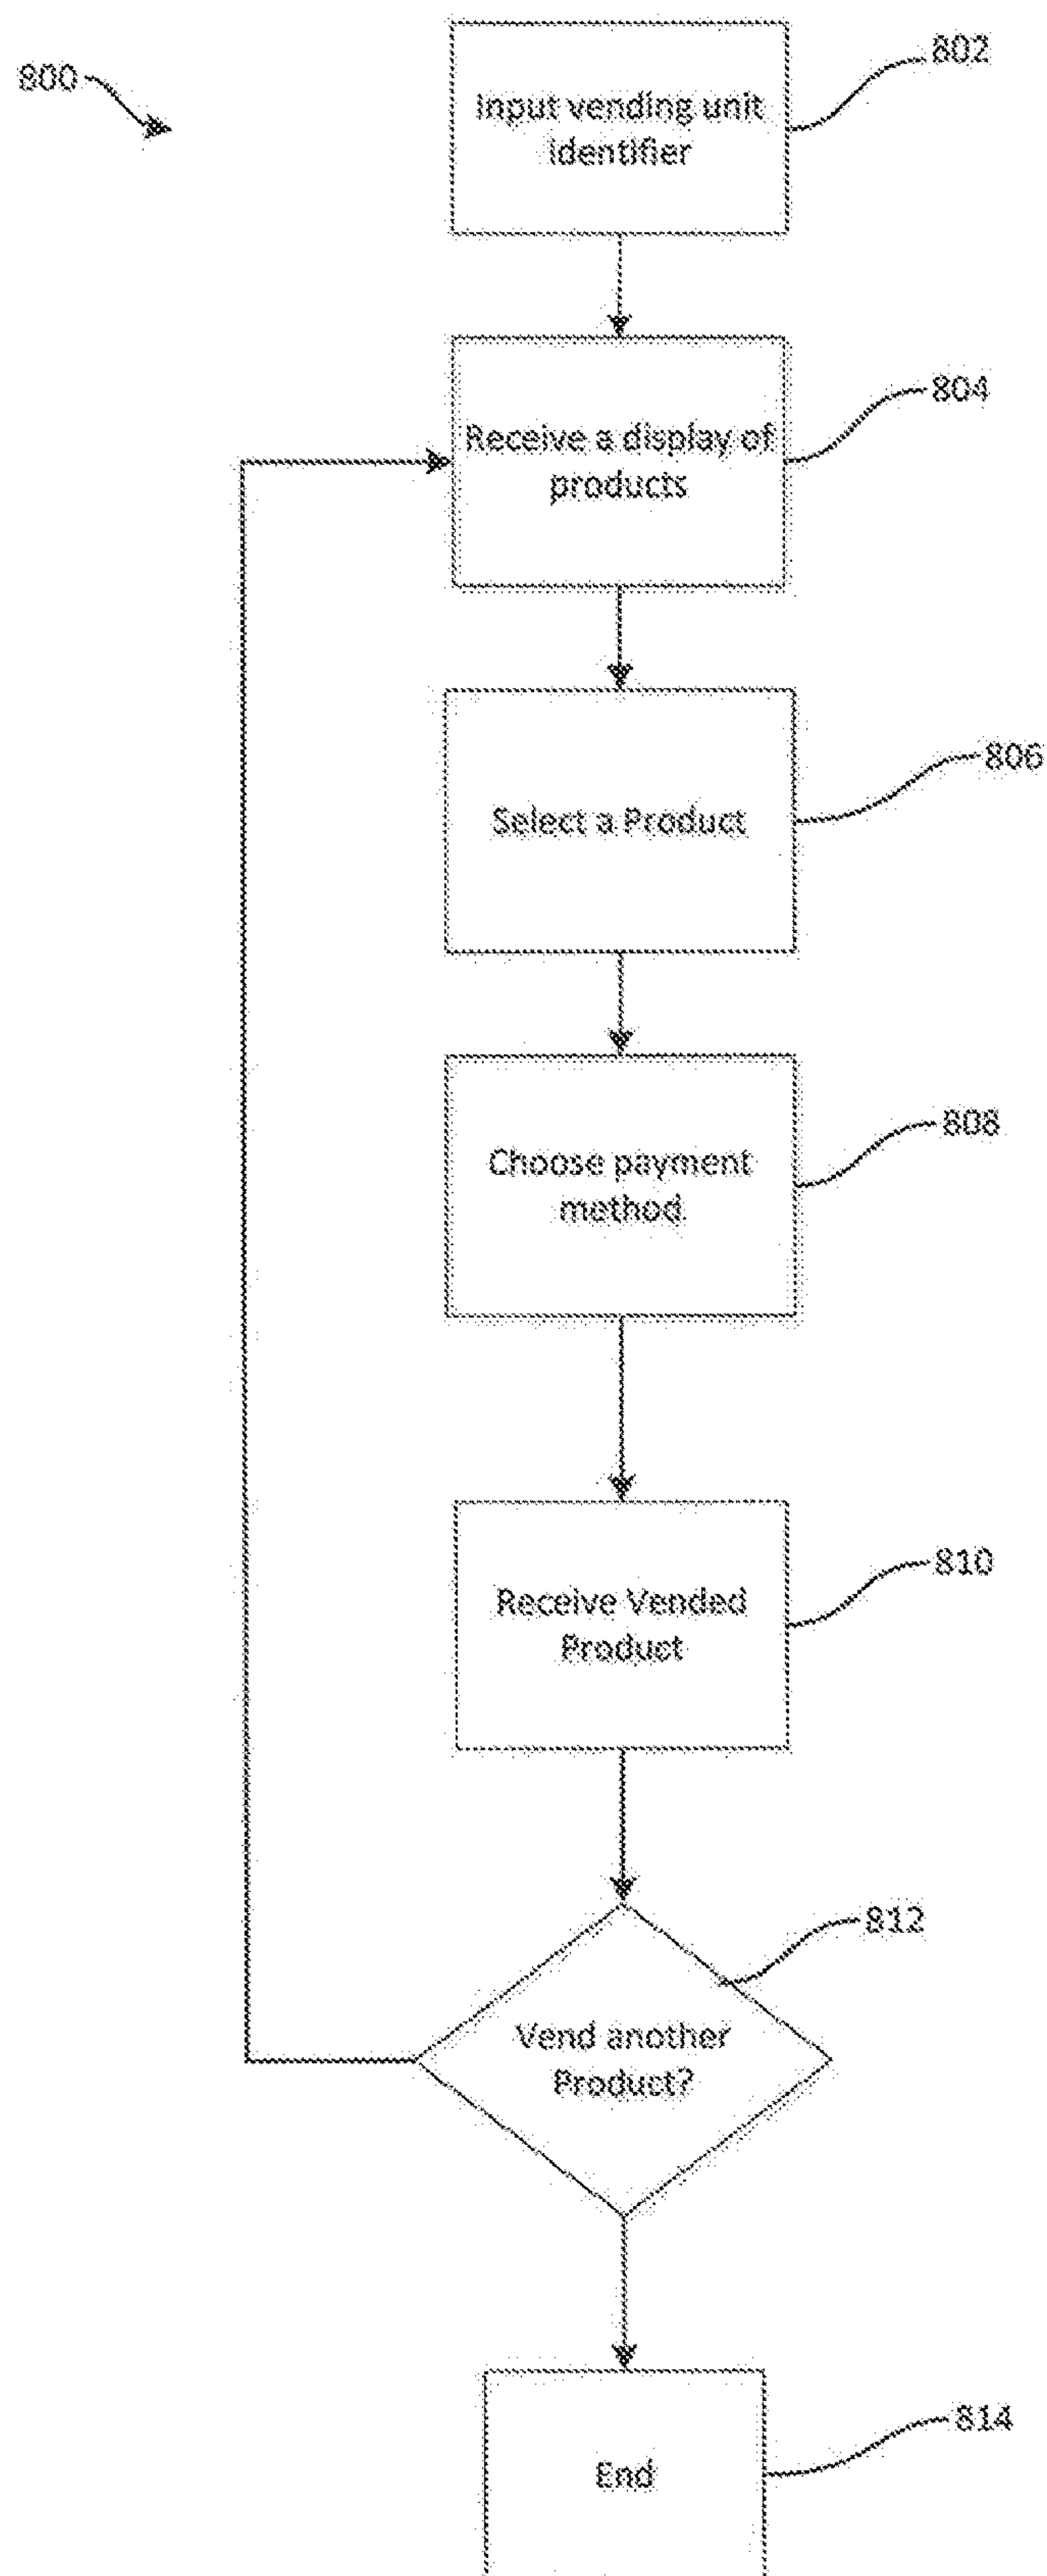 800
802
Input vending unit
identifier
804
Receive a display of
products
806
Select a Product
808
Choose payment
method
810
Receive Vended
Product
812
Vend another
Product?
814
End